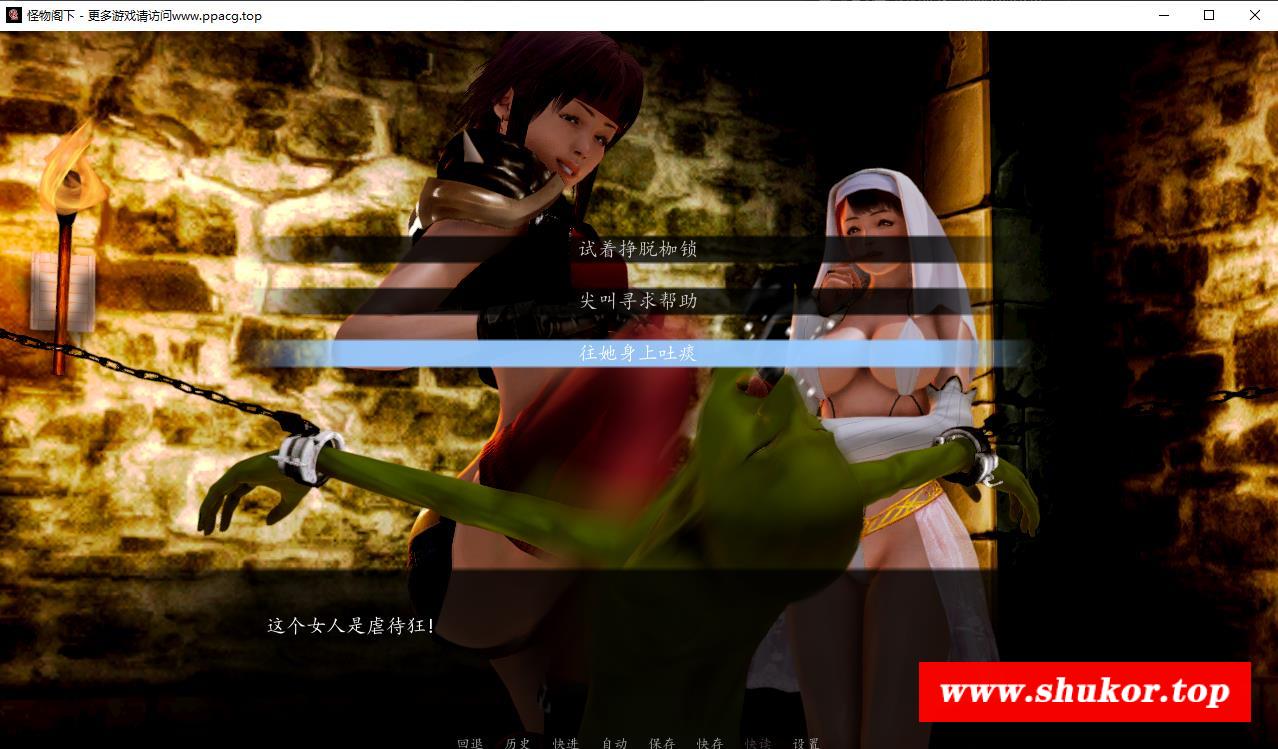 怪物阁下 - 更多游戏请访问www.ppacg.top
试着挣脱枷锁
尖叫寻求帮助
往她身上吐痰
这个女人是虐待狂!
www.shukor.top
回退 历史 快进 自动 保存 快存 快读 设置